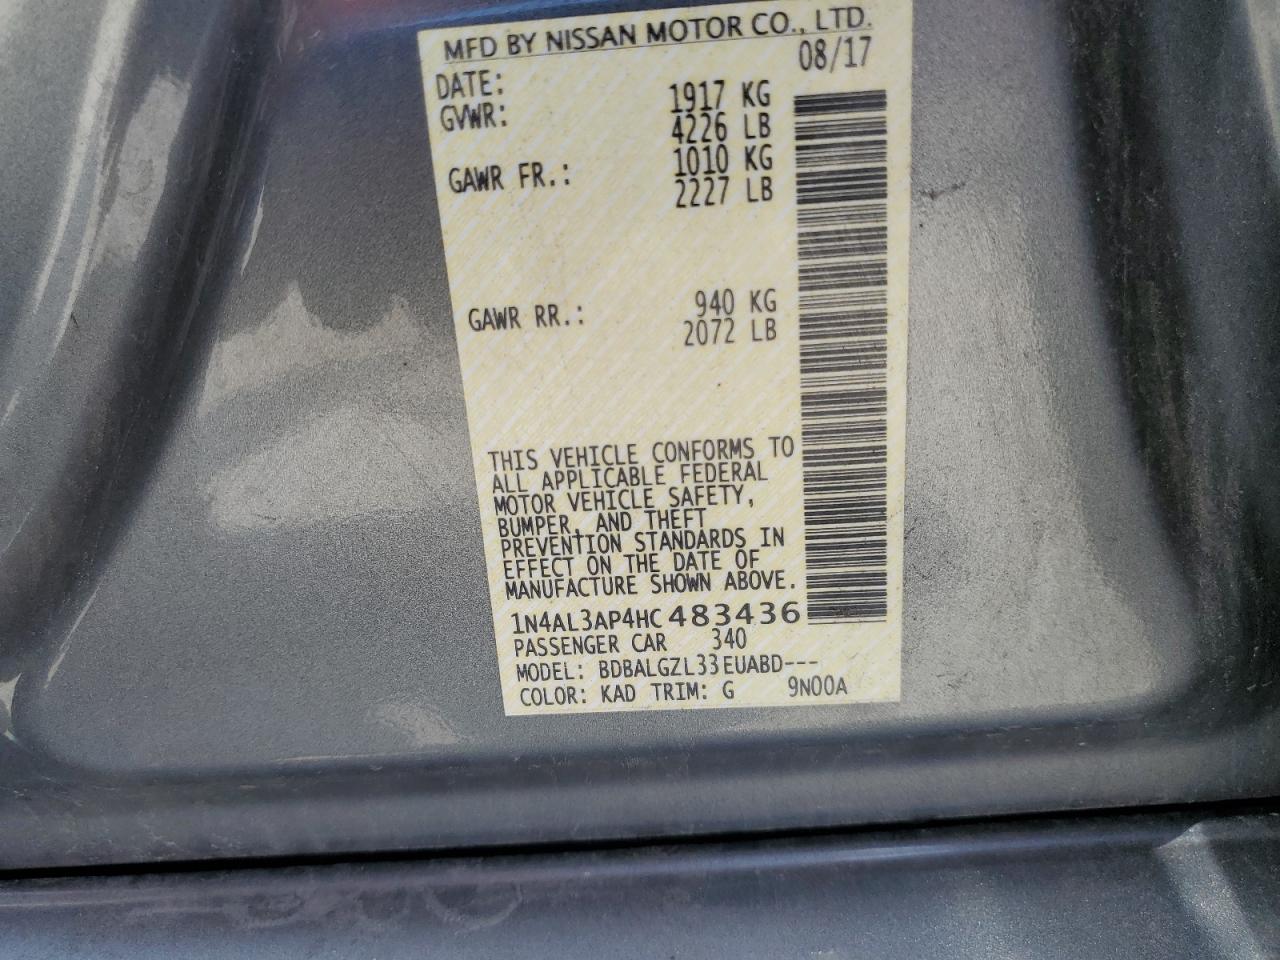 MFD BY NISSAN MOTOR CO., LTD.
DATE: 08/17
GVWR: 1917 KG
4226 LB
GAWR FR.: 1010 KG
2227 LB
GAWR RR.: 940 KG
2072 LB
THIS VEHICLE CONFORMS TO
ALL APPLICABLE FEDERAL
MOTOR VEHICLE SAFETY,
BUMPER, AND THEFT
PREVENTION STANDARDS IN
EFFECT ON THE DATE OF
MANUFACTURE SHOWN ABOVE.
1N4AL3AP4HC483436
PASSENGER CAR 340
MODEL: BDBALGZL33EUABD---
COLOR: KAD TRIM: G 9N00A